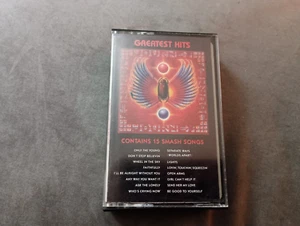 GREATEST HITS
CONTAINS 15 SMASH SONGS
ONLY THE YOUNG
DON'T STOP BELIEVIN'
WHEEL IN THE SKY
FAITHFULLY
I'LL BE ALRIGHT WITHOUT YOU
ANY WAY YOU WANT IT
ASK THE LONELY
WHO'S CRYING NOW
SEPARATE WAYS
(WORLDS APART)
LIGHTS
LOVIN, TOUCHIN, SQUEEZIN
OPEN ARMS
GIRL CAN'T HELP IT
SEND HER MY LOVE
BE GOOD TO YOURSELF